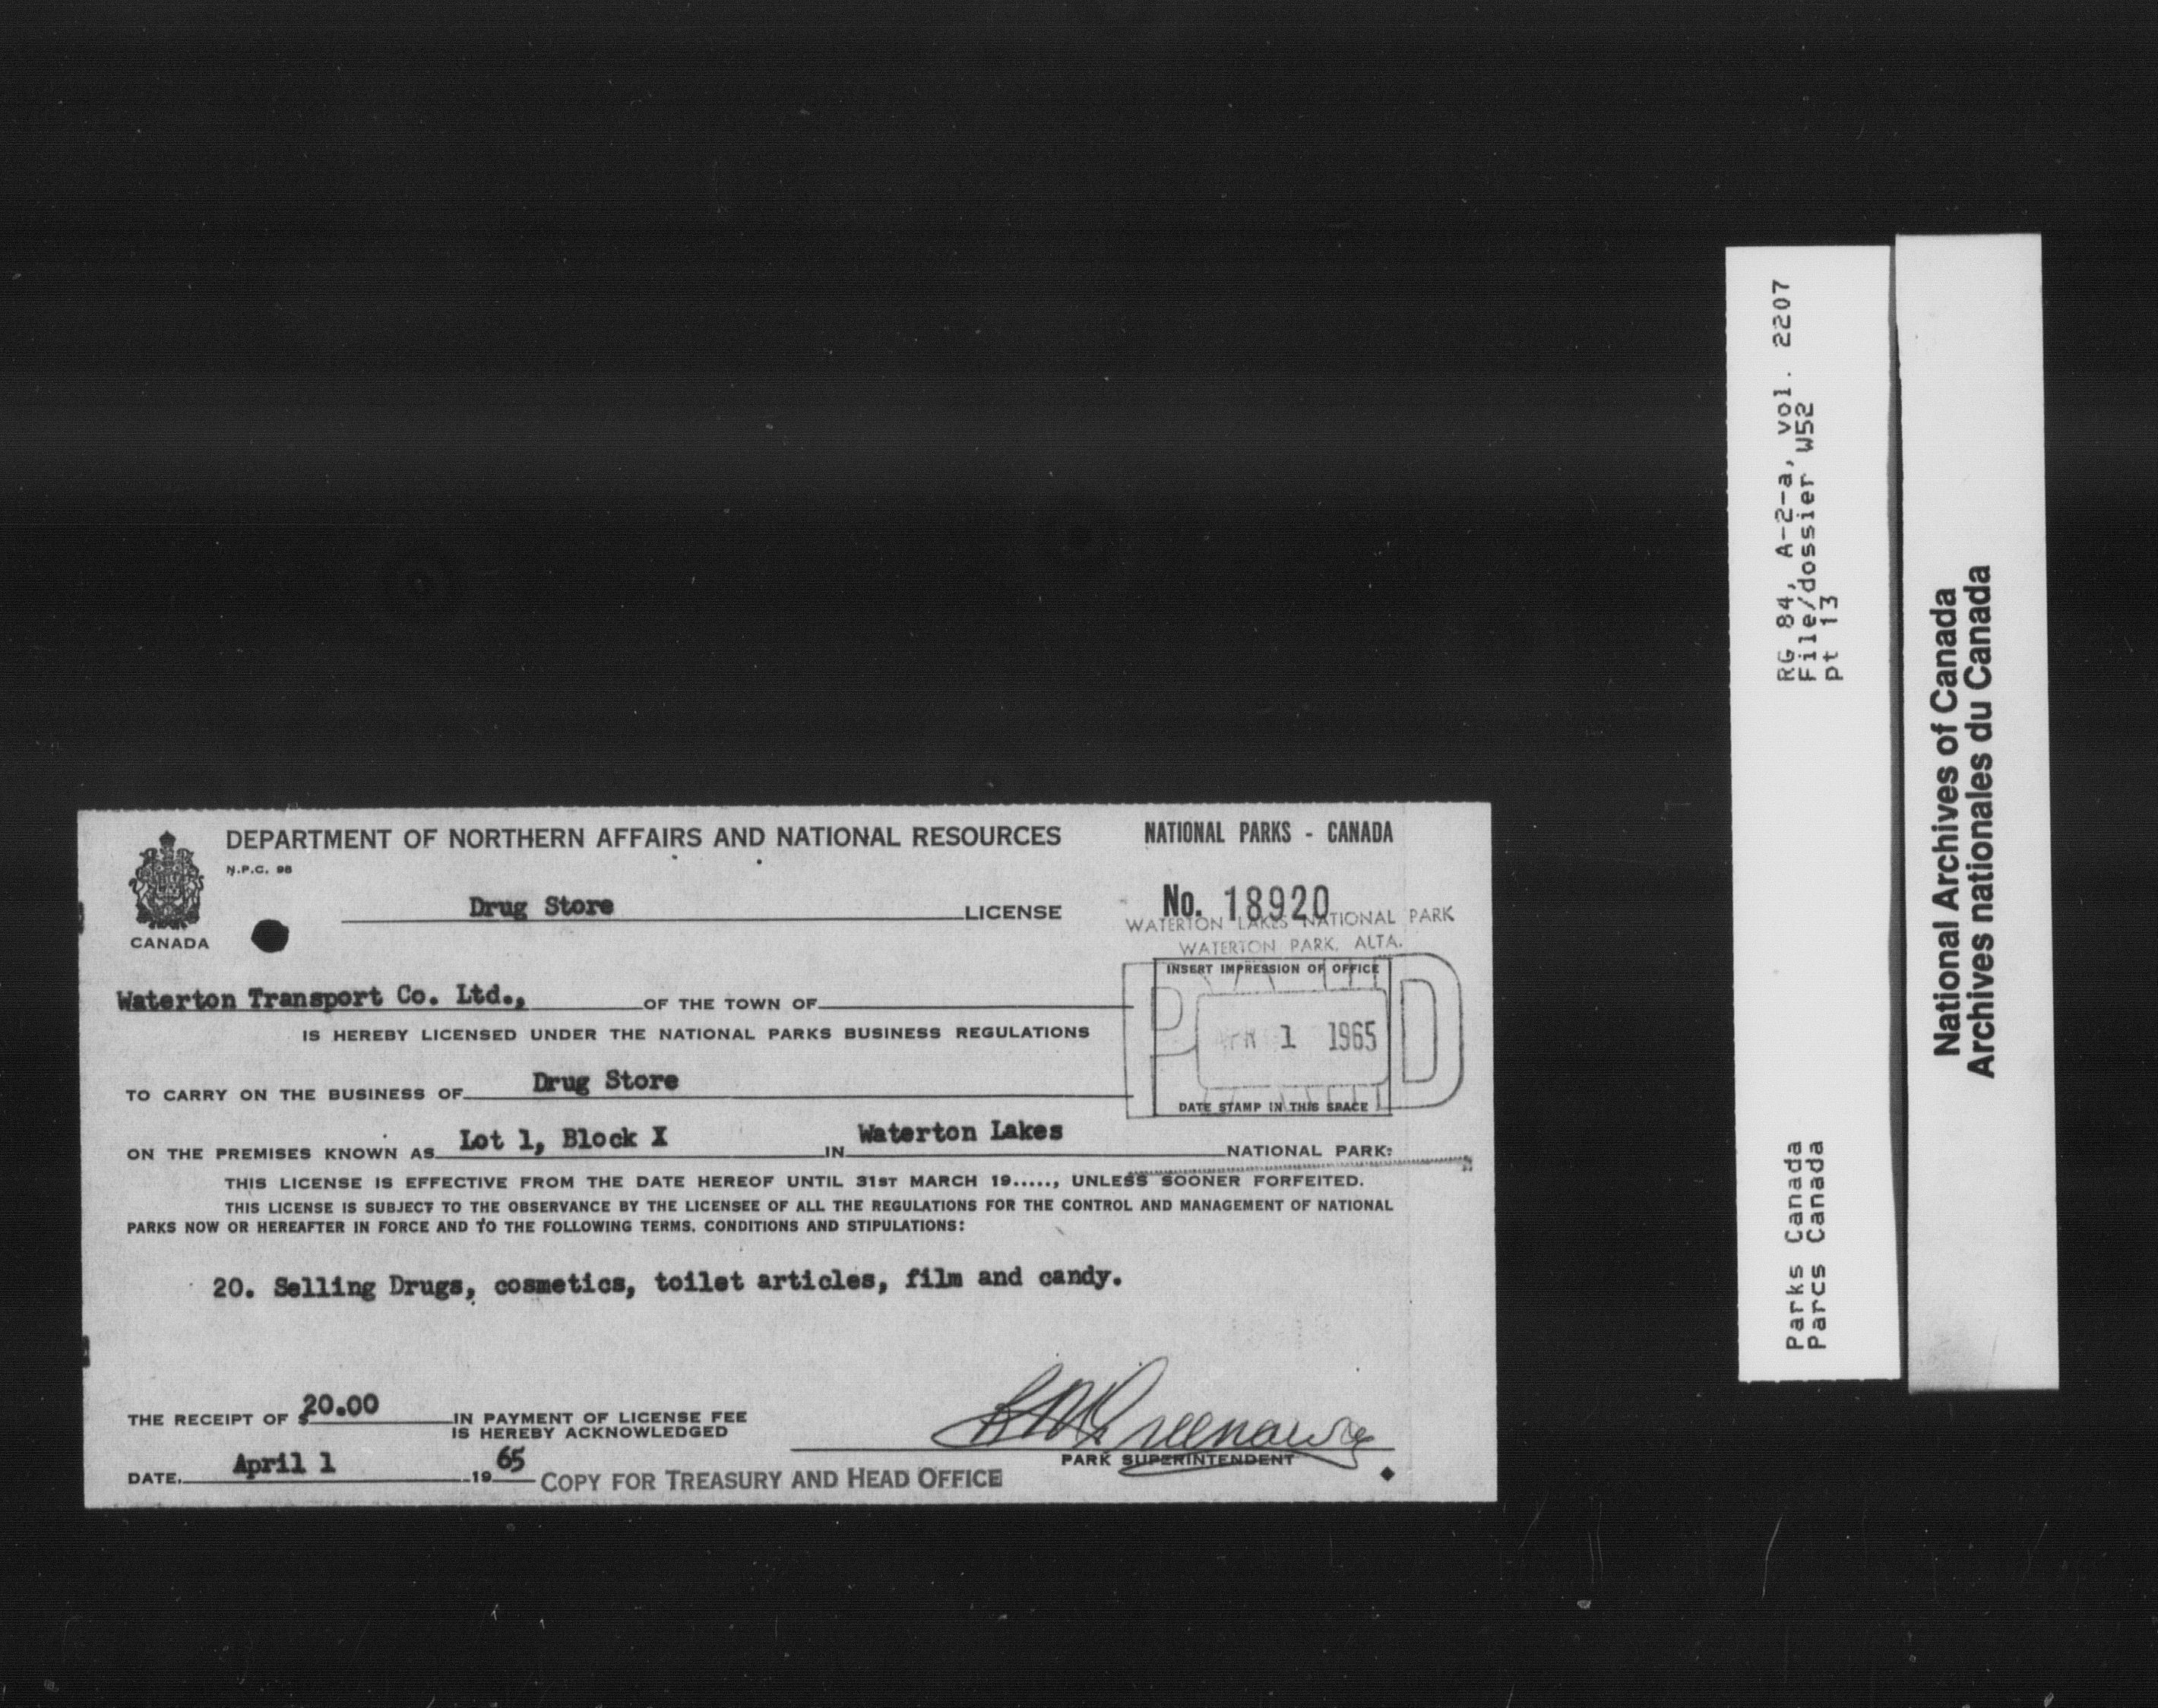 DEPARTMENT OF NORTHERN AFFAIRS AND NATIONAL RESOURCES
NATIONAL PARKS - CANADA
N.P.C. 98
Drug Store LICENSE
No. 18920
CANADA
WATERTON LAKES NATIONAL PARK
WATERTON PARK, ALTA.
INSERT IMPRESSION OF OFFICE
PAID
APR 1 1965
DATE STAMP IN THIS SPACE
Waterton Transport Co. Ltd., OF THE TOWN OF
IS HEREBY LICENSED UNDER THE NATIONAL PARKS BUSINESS REGULATIONS
TO CARRY ON THE BUSINESS OF Drug Store
ON THE PREMISES KNOWN AS Lot 1, Block X IN Waterton Lakes NATIONAL PARK:
THIS LICENSE IS EFFECTIVE FROM THE DATE HEREOF UNTIL 31ST MARCH 19....., UNLESS SOONER FORFEITED.
THIS LICENSE IS SUBJECT TO THE OBSERVANCE BY THE LICENSEE OF ALL THE REGULATIONS FOR THE CONTROL AND MANAGEMENT OF NATIONAL
PARKS NOW OR HEREAFTER IN FORCE AND TO THE FOLLOWING TERMS, CONDITIONS AND STIPULATIONS:
20. Selling Drugs, cosmetics, toilet articles, film and candy.
THE RECEIPT OF $20.00 IN PAYMENT OF LICENSE FEE
IS HEREBY ACKNOWLEDGED
Greenaway
PARK SUPERINTENDENT
DATE, April 1 19 65
COPY FOR TREASURY AND HEAD OFFICE
RG 84, A-2-a, vol. 2207
File/dossier W52
pt 13
Parks Canada
Parcs Canada
National Archives of Canada
Archives nationales du Canada